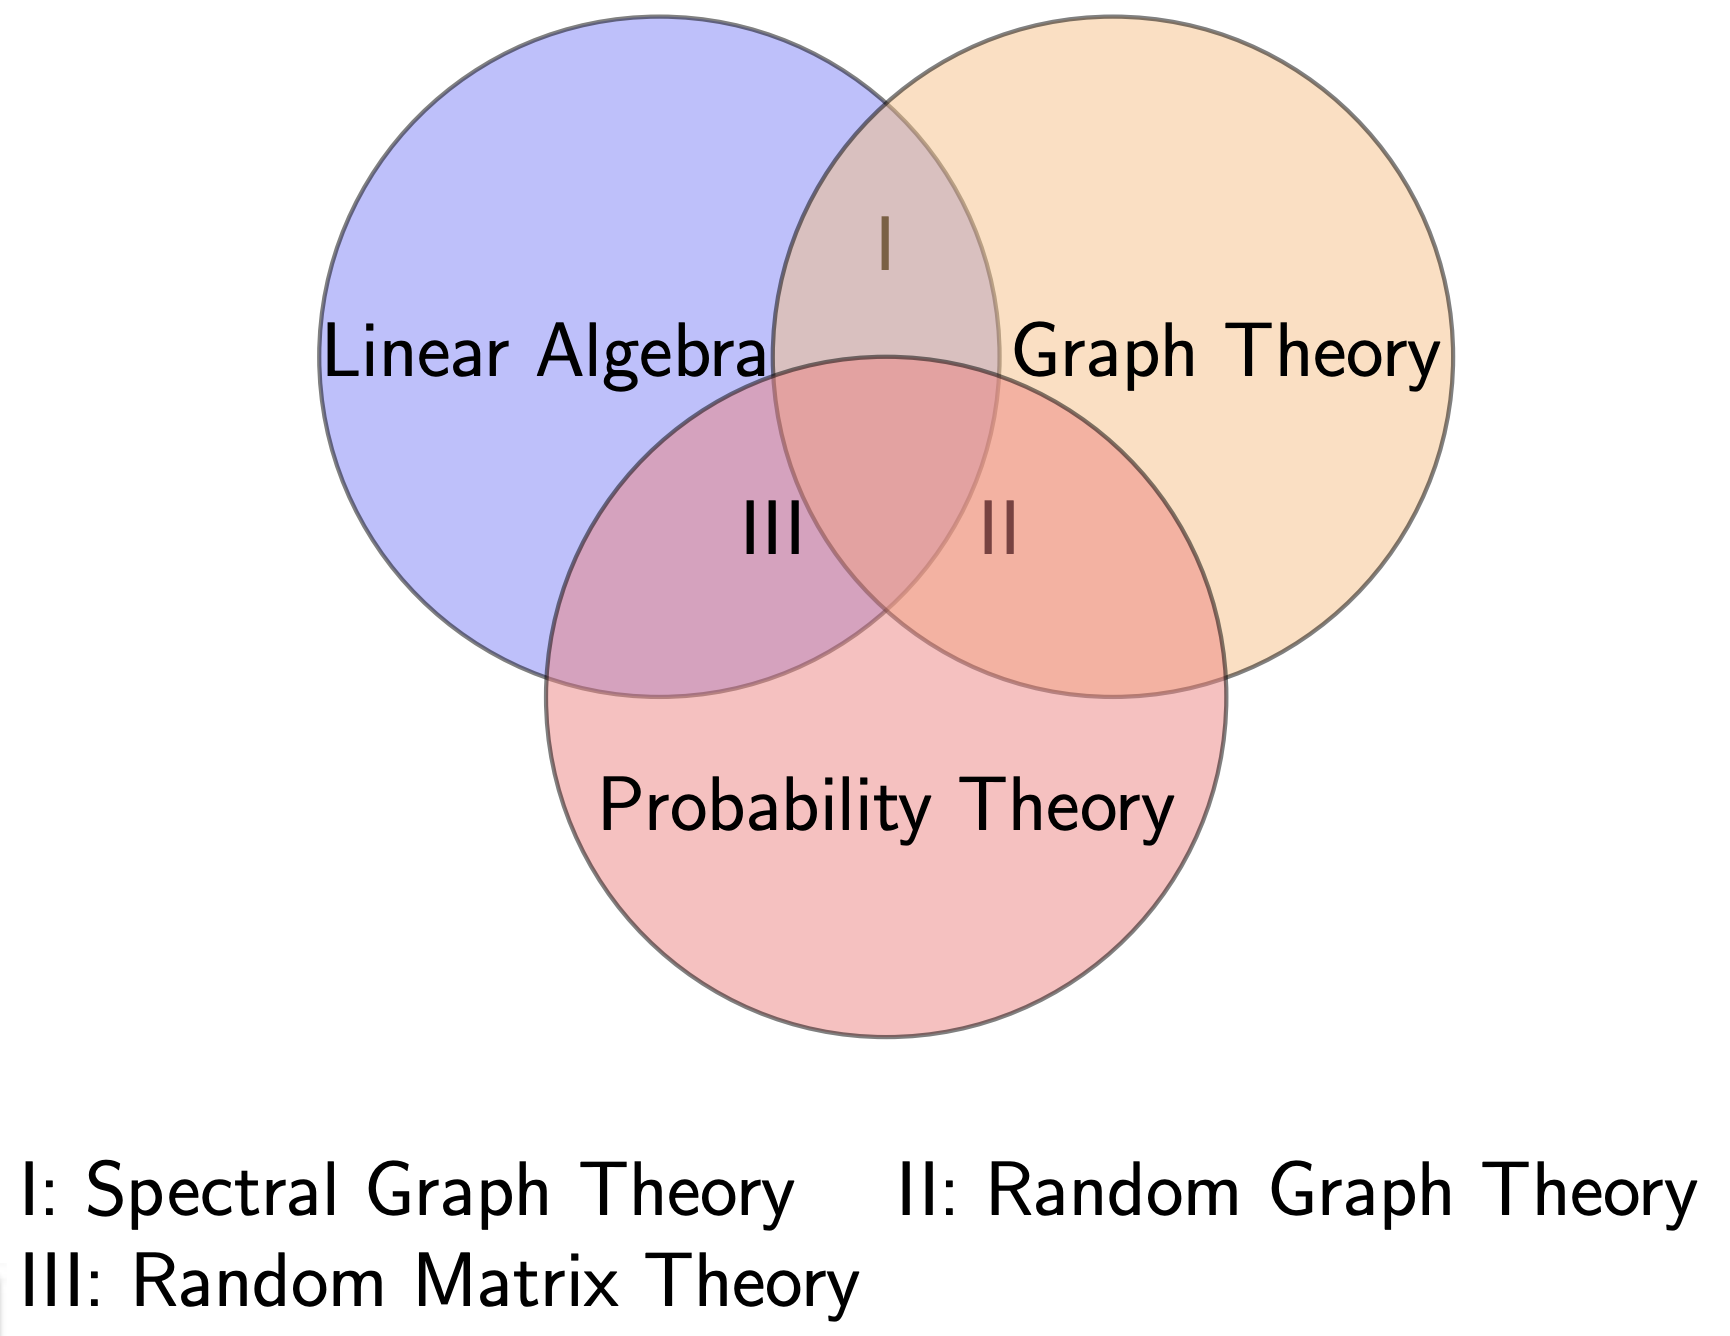 I
Linear Algebra
Graph Theory
III
II
Probability Theory
I: Spectral Graph Theory
II: Random Graph Theory
III: Random Matrix Theory